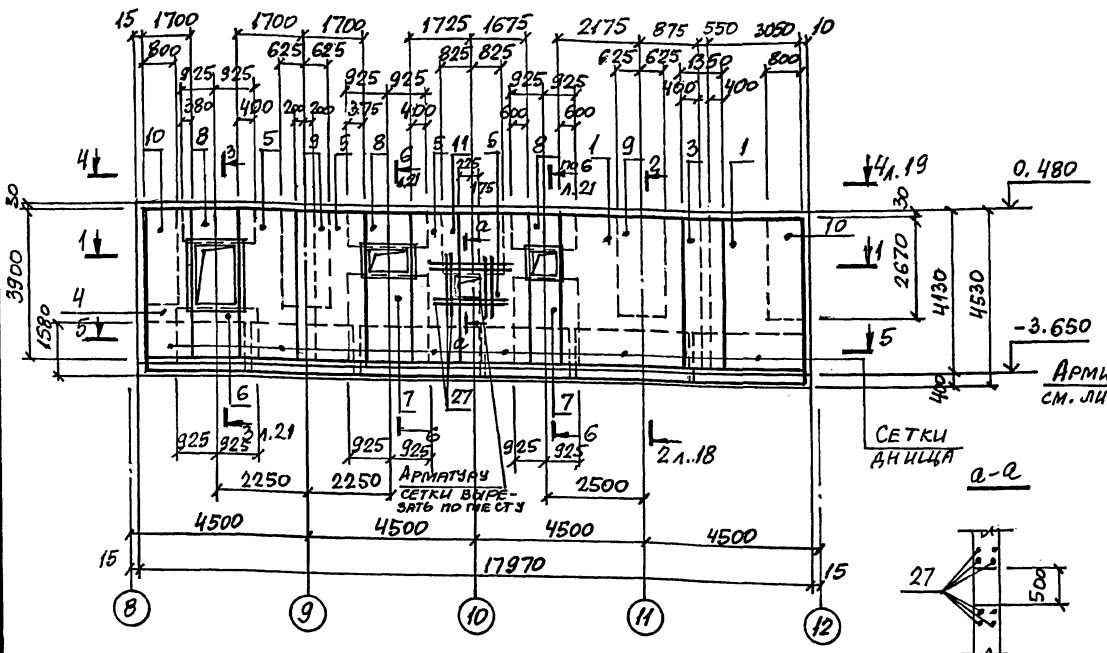 15 1700 1700 1700 1725 1675 2175 875 550 3050 10
800 625 625 825 825 625 625 1350 800
925 925 925 925 925 925 400 400
380 400 200 200 375 400 600 600
10 8 5 9 5 8 6 5 11 5 8 1 9 2 3 1
4 3 л.21 225 175 по 6 л.21 4 л.19 0.480
30 30
а 10
1 1
3900 2670 4130 4530
4
1580 5 5 -3.650
а
400 АРМИ
СМ. ЛИ
6 7 27 7
3 л.21 6 6 2 л.18 СЕТКИ
ДНИЩА
925 925 925 925 925 925
а-а
2250 2250 2500
АРМАТУРУ
СЕТКИ ВЫРЕ-
ЗАТЬ ПО МЕСТУ
4500 4500 4500 4500
15 17970 15
27 500
8 9 10 11 12